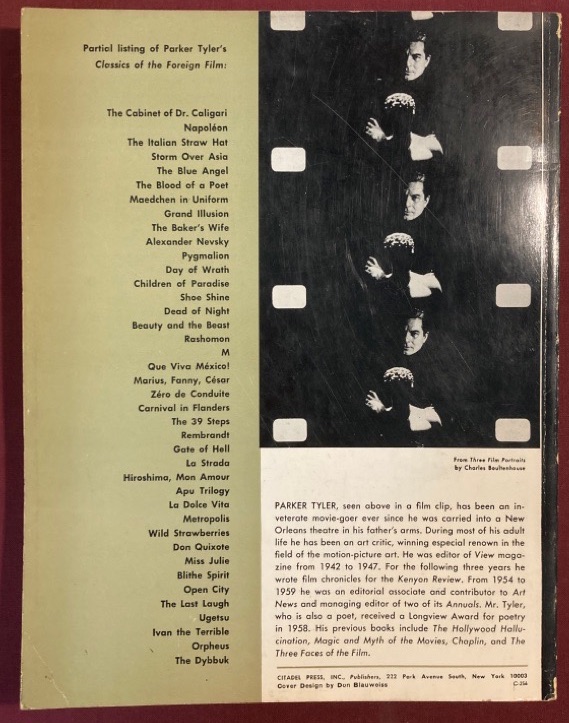 Partial listing of Parker Tyler's
Classics of the Foreign Film:
The Cabinet of Dr. Caligari
Napoléon
The Italian Straw Hat
Storm Over Asia
The Blue Angel
The Blood of a Poet
Maedchen in Uniform
Grand Illusion
The Baker's Wife
Alexander Nevsky
Pygmalion
Day of Wrath
Children of Paradise
Shoe Shine
Dead of Night
Beauty and the Beast
Rashomon
M
Que Viva México!
Marius, Fanny, César
Zéro de Conduite
Carnival in Flanders
The 39 Steps
Rembrandt
Gate of Hell
La Strada
Hiroshima, Mon Amour
Apu Trilogy
La Dolce Vita
Metropolis
Wild Strawberries
Don Quixote
Miss Julie
Blithe Spirit
Open City
The Last Laugh
Ugetsu
Ivan the Terrible
Orpheus
The Dybbuk
From Three Film Portraits
by Charles Boultenhouse
PARKER TYLER, seen above in a film clip, has been an in-
veterate movie-goer ever since he was carried into a New
Orleans theatre in his father's arms. During most of his adult
life he has been an art critic, winning especial renown in the
field of the motion-picture art. He was editor of View maga-
zine from 1942 to 1947. For the following three years he
wrote film chronicles for the Kenyon Review. From 1954 to
1959 he was an editorial associate and contributor to Art
News and managing editor of two of its Annuals. Mr. Tyler,
who is also a poet, received a Longview Award for poetry
in 1958. His previous books include The Hollywood Hallu-
cination, Magic and Myth of the Movies, Chaplin, and The
Three Faces of the Film.
CITADEL PRESS, INC., Publishers, 222 Park Avenue South, New York 10003
Cover Design by Don Blauweiss
C-256